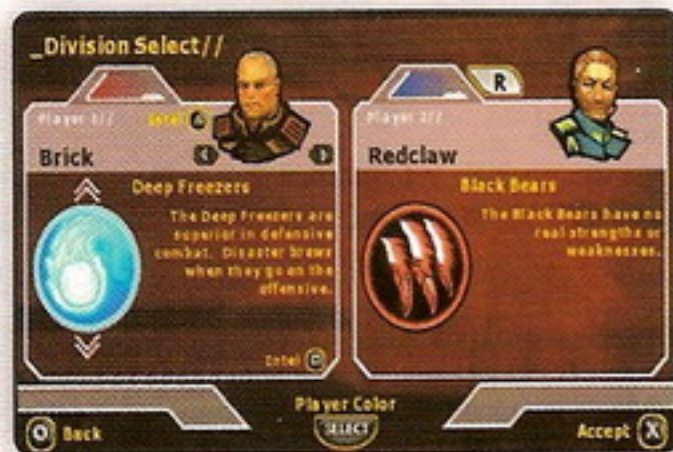 _Division Select//
Player 1//
Intel
Brick
Deep Freezers
The Deep Freezers are
superior in defensive
combat. Disaster brews
when they go on the
offensive.
Intel
R
Player 2//
Redclaw
Black Bears
The Black Bears have no
real strengths or
weaknesses.
Player Color
O Back
SELECT
Accept X